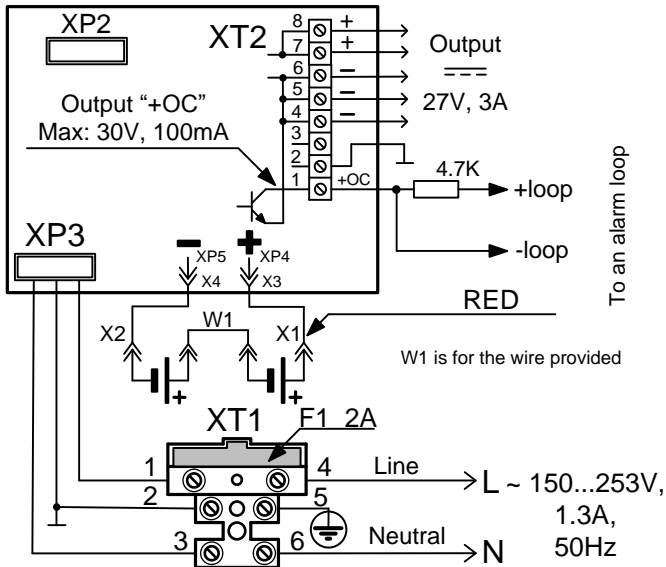 XP2
XT2
8 +
7 +
6 –
5 –
4 –
3
2
1 +OC
Output
27V, 3A
Output “+OC”
Max: 30V, 100mA
4.7K
+loop
-loop
To an alarm loop
XP3
– +
XP5 XP4
X4 X3
RED
X2 W1 X1
+ +
W1 is for the wire provided
XT1 F1 2A
1 4 Line L ~ 150...253V,
2 5 1.3A,
3 6 Neutral N 50Hz